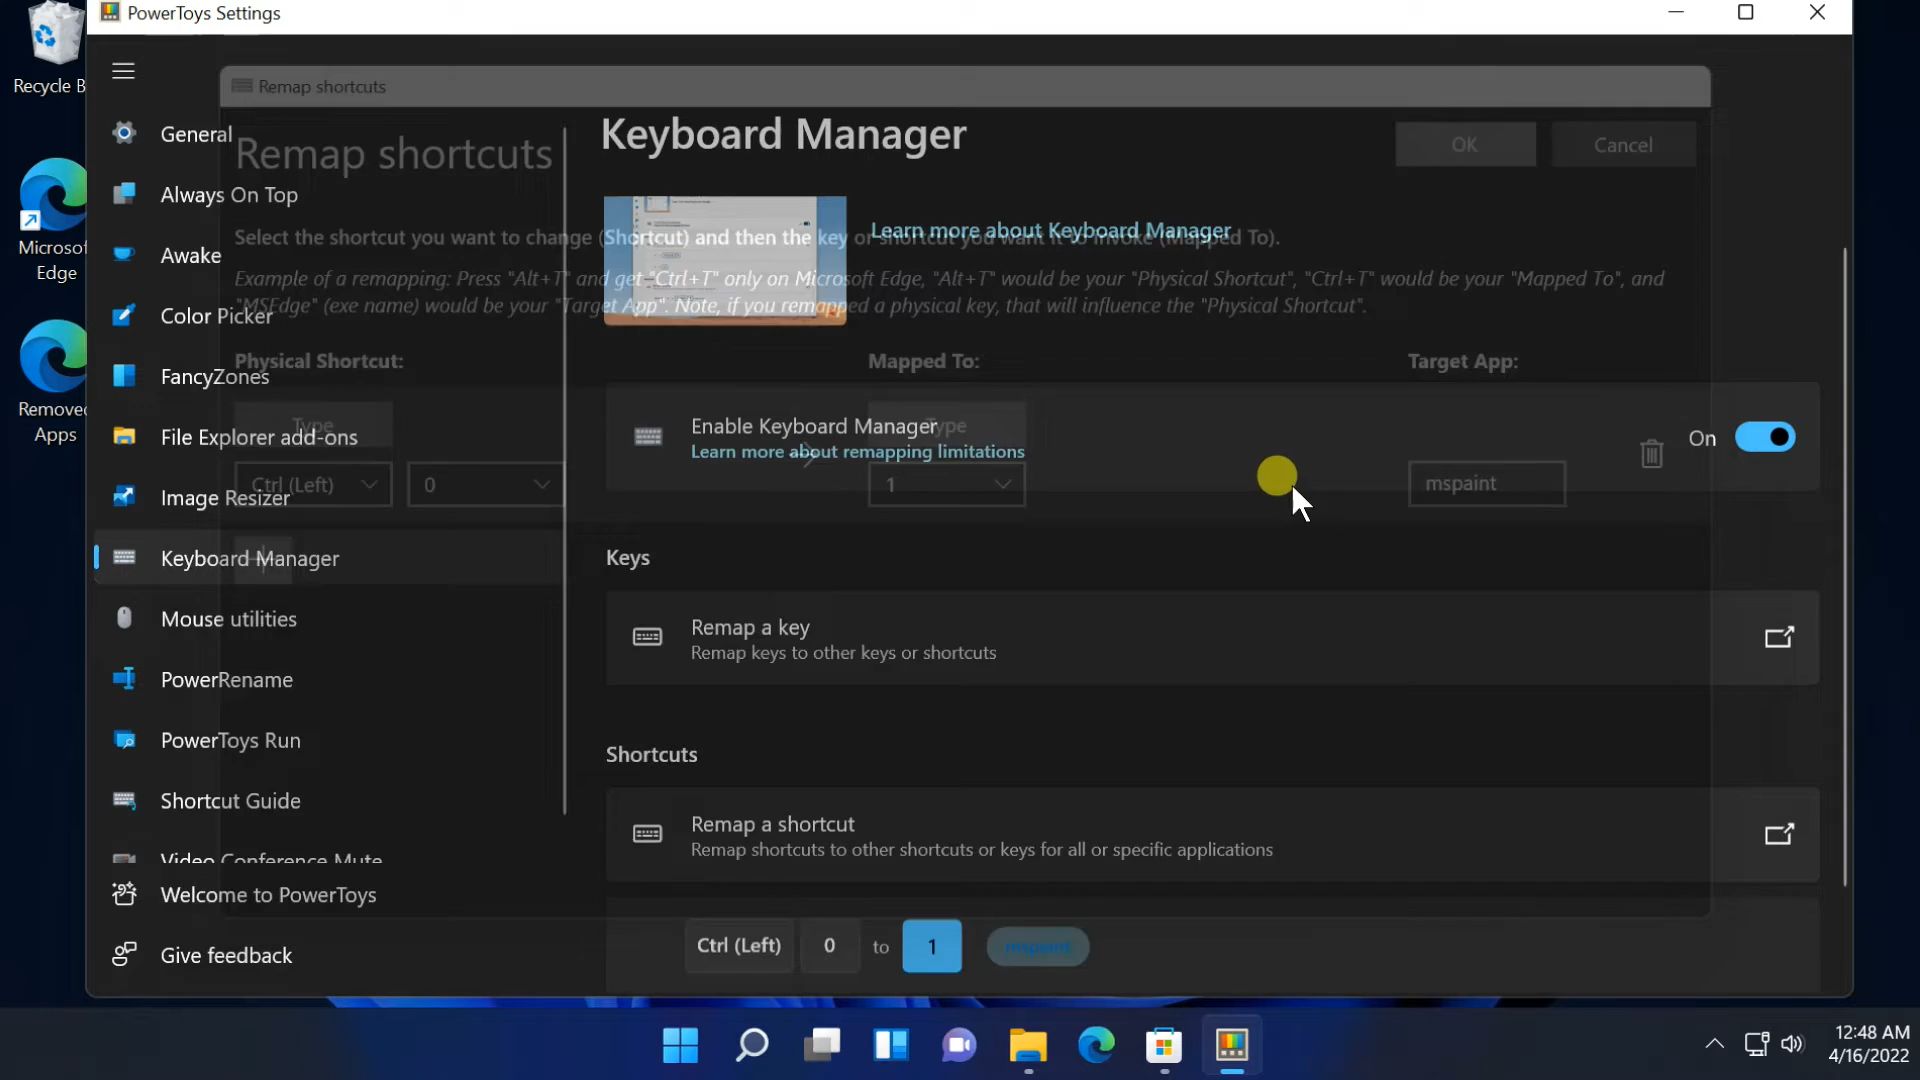 PowerToys Settings
Recycle B
Remap shortcuts
General
Remap shortcuts
Keyboard Manager
OK
Cancel
Always On Top
Learn more about Keyboard Manager
Select the shortcut you want to change (Shortcut) and then the key or shortcut you want it to invoke (Mapped To).
Microsof
Edge
Awake
Example of a remapping: Press "Alt+T" and get "Ctrl+T" only on Microsoft Edge, "Alt+T" would be your "Physical Shortcut", "Ctrl+T" would be your "Mapped To", and
"MSEdge" (exe name) would be your "Target App". Note, if you remapped a physical key, that will influence the "Physical Shortcut".
Color Picker
Physical Shortcut:
Mapped To:
Target App:
FancyZones
Removed
Apps
Type
Enable Keyboard Manager
Type
On
File Explorer add-ons
Learn more about remapping limitations
Ctrl (Left)
0
1
mspaint
Image Resizer
Keyboard Manager
Keys
Mouse utilities
Remap a key
Remap keys to other keys or shortcuts
PowerRename
PowerToys Run
Shortcuts
Shortcut Guide
Remap a shortcut
Remap shortcuts to other shortcuts or keys for all or specific applications
Video Conference Mute
Welcome to PowerToys
Ctrl (Left) 0 to 1 mspaint
Give feedback
12:48 AM
4/16/2022